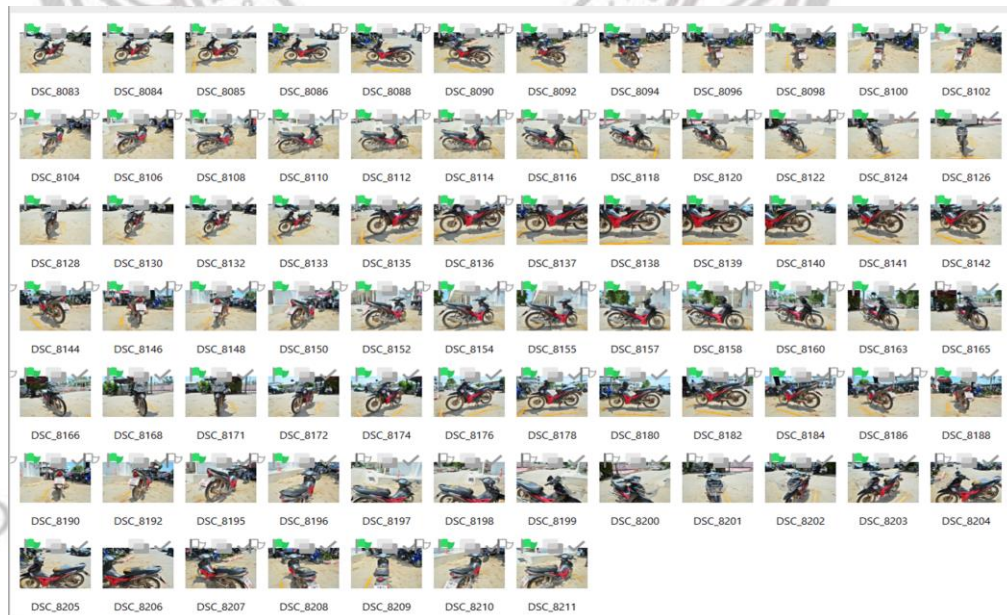 DSC_8083 DSC_8084 DSC_8085 DSC_8086 DSC_8088 DSC_8090 DSC_8092 DSC_8094 DSC_8096 DSC_8098 DSC_8100 DSC_8102
DSC_8104 DSC_8106 DSC_8108 DSC_8110 DSC_8112 DSC_8114 DSC_8116 DSC_8118 DSC_8120 DSC_8122 DSC_8124 DSC_8126
DSC_8128 DSC_8130 DSC_8132 DSC_8133 DSC_8135 DSC_8136 DSC_8137 DSC_8138 DSC_8139 DSC_8140 DSC_8141 DSC_8142
DSC_8144 DSC_8146 DSC_8148 DSC_8150 DSC_8152 DSC_8154 DSC_8155 DSC_8157 DSC_8158 DSC_8160 DSC_8163 DSC_8165
DSC_8166 DSC_8168 DSC_8171 DSC_8172 DSC_8174 DSC_8176 DSC_8178 DSC_8180 DSC_8182 DSC_8184 DSC_8186 DSC_8188
DSC_8190 DSC_8192 DSC_8195 DSC_8196 DSC_8197 DSC_8198 DSC_8199 DSC_8200 DSC_8201 DSC_8202 DSC_8203 DSC_8204
DSC_8205 DSC_8206 DSC_8207 DSC_8208 DSC_8209 DSC_8210 DSC_8211